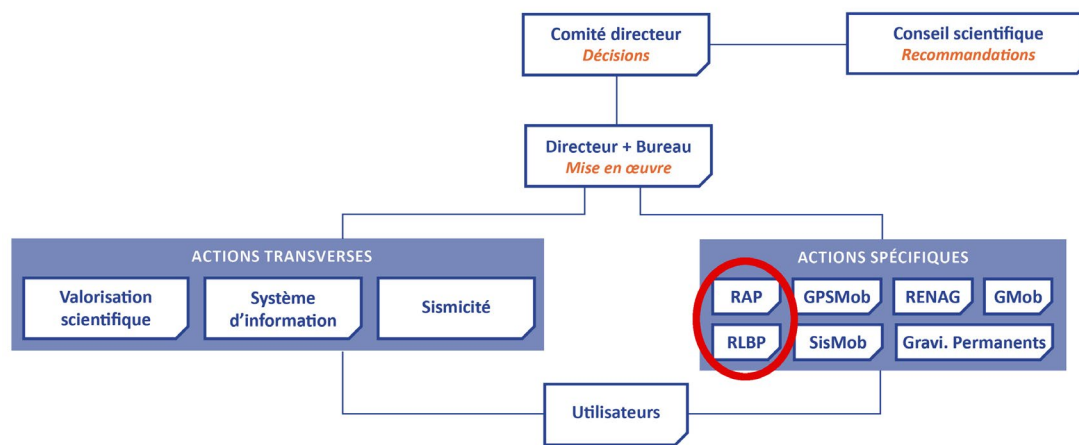 Comité directeur
Décisions
Conseil scientifique
Recommandations
Directeur + Bureau
Mise en œuvre
ACTIONS TRANSVERSES
Valorisation
scientifique
Système
d'information
Sismicité
ACTIONS SPÉCIFIQUES
RAP
GPSMob
RENAG
GMob
RLBP
SisMob
Gravi. Permanents
Utilisateurs